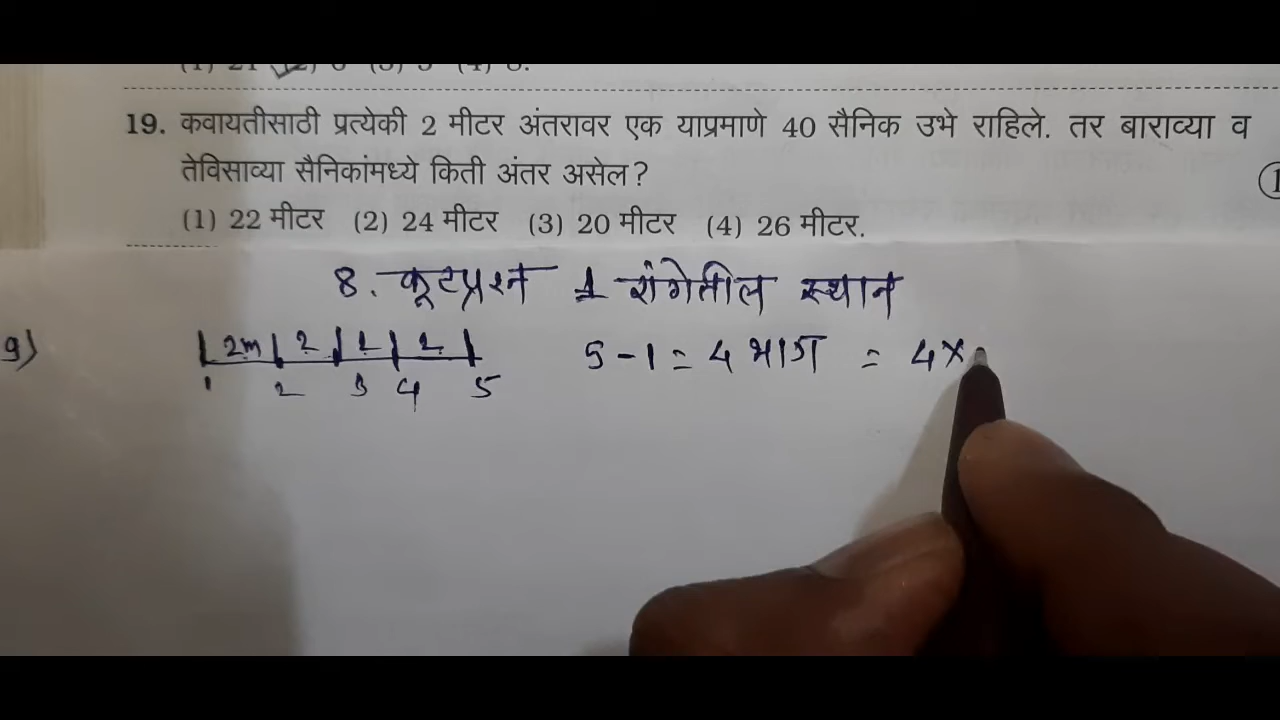 19. कवायतीसाठी प्रत्येकी 2 मीटर अंतरावर एक याप्रमाणे 40 सैनिक उभे राहिले. तर बाराव्या व
तेविसाव्या सैनिकांमध्ये किती अंतर असेल?
(1) 22 मीटर (2) 24 मीटर (3) 20 मीटर (4) 26 मीटर.
8. कूटप्रश्न 1 रांगेतील स्थान
9) 2m 2 2 2 5-1 = 4 भाग = 4×
1 2 3 4 5